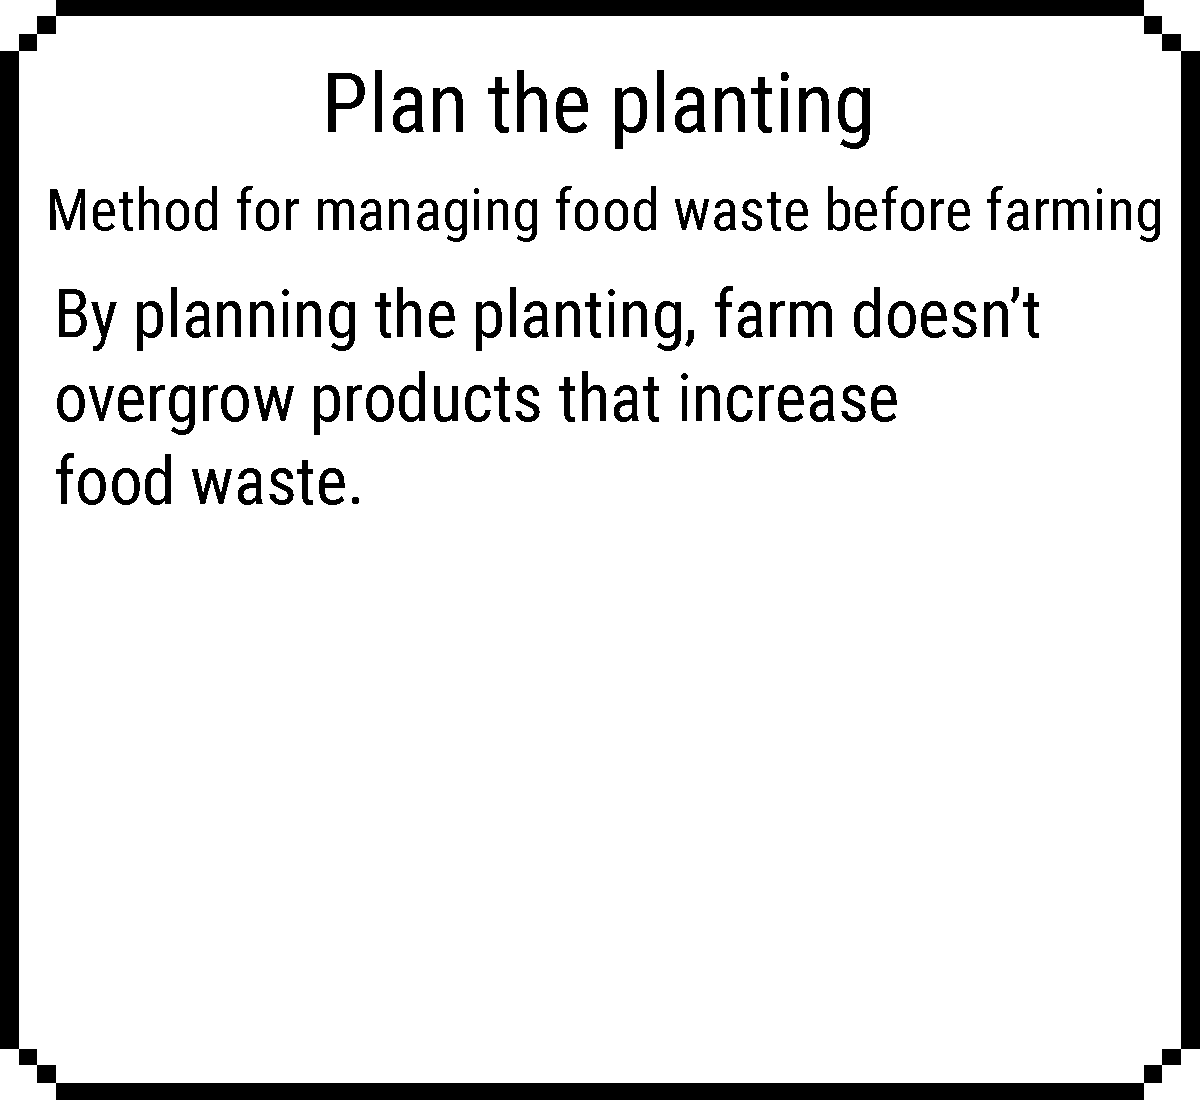 Plan the planting
Method for managing food waste before farming
By planning the planting, farm doesn’t
overgrow products that increase
food waste.